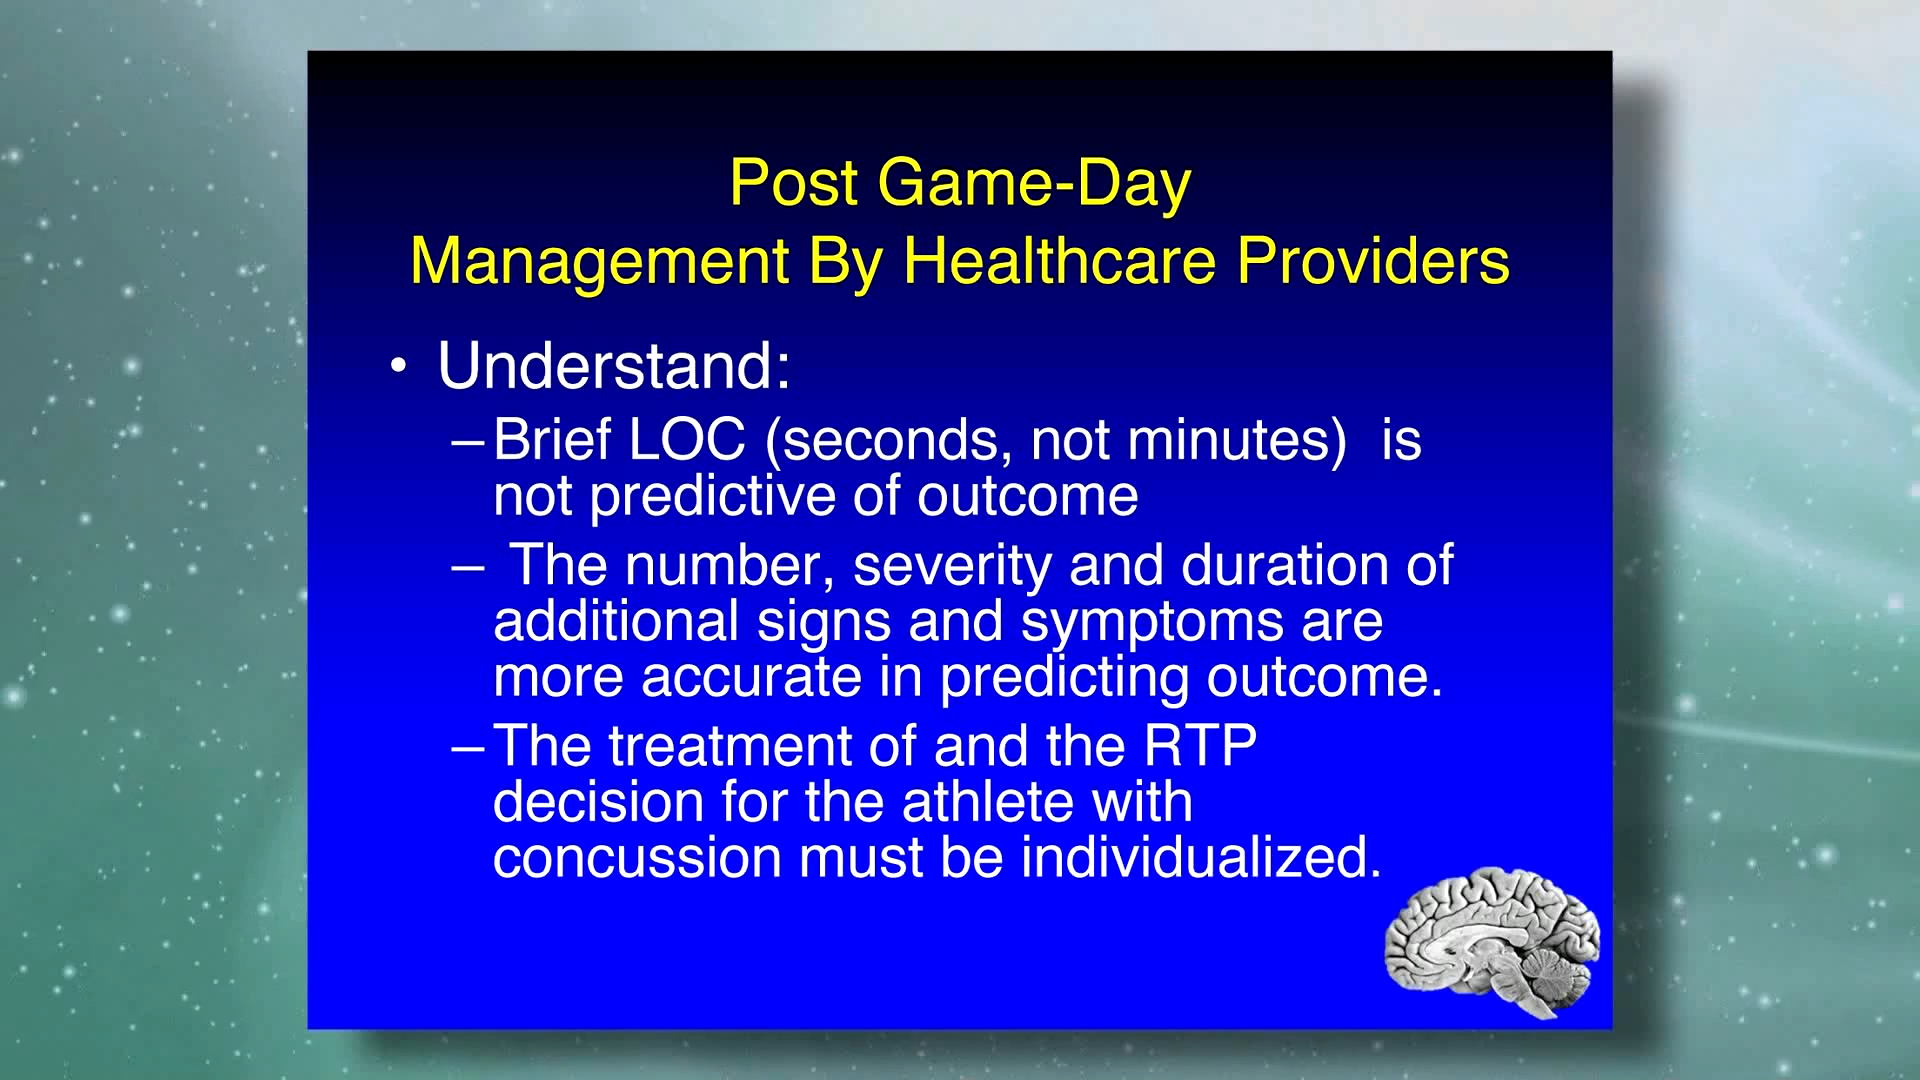 Post Game-Day
Management By Healthcare Providers
• Understand:
– Brief LOC (seconds, not minutes)  is
not predictive of outcome
–  The number, severity and duration of
additional signs and symptoms are
more accurate in predicting outcome.
– The treatment of and the RTP
decision for the athlete with
concussion must be individualized.